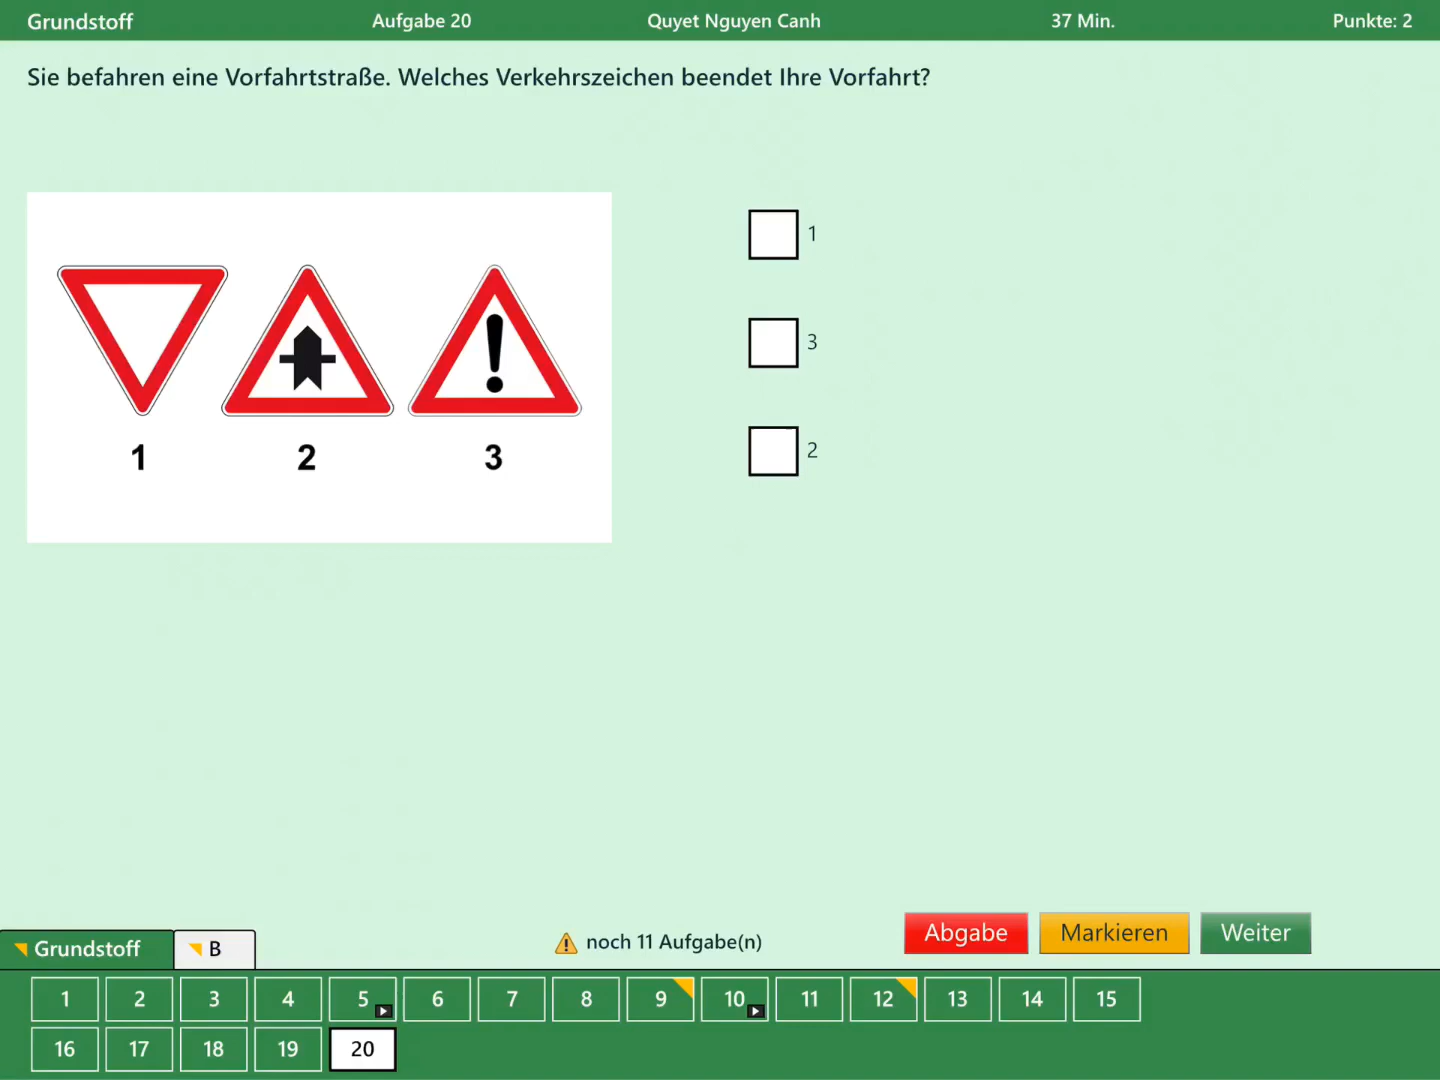 Grundstoff Aufgabe 20 Quyet Nguyen Canh 37 Min. Punkte: 2
Sie befahren eine Vorfahrtstraße. Welches Verkehrszeichen beendet Ihre Vorfahrt?
1
3
2
1 2 3
Abgabe Markieren Weiter
Grundstoff B noch 11 Aufgabe(n)
1 2 3 4 5 6 7 8 9 10 11 12 13 14 15
16 17 18 19 20